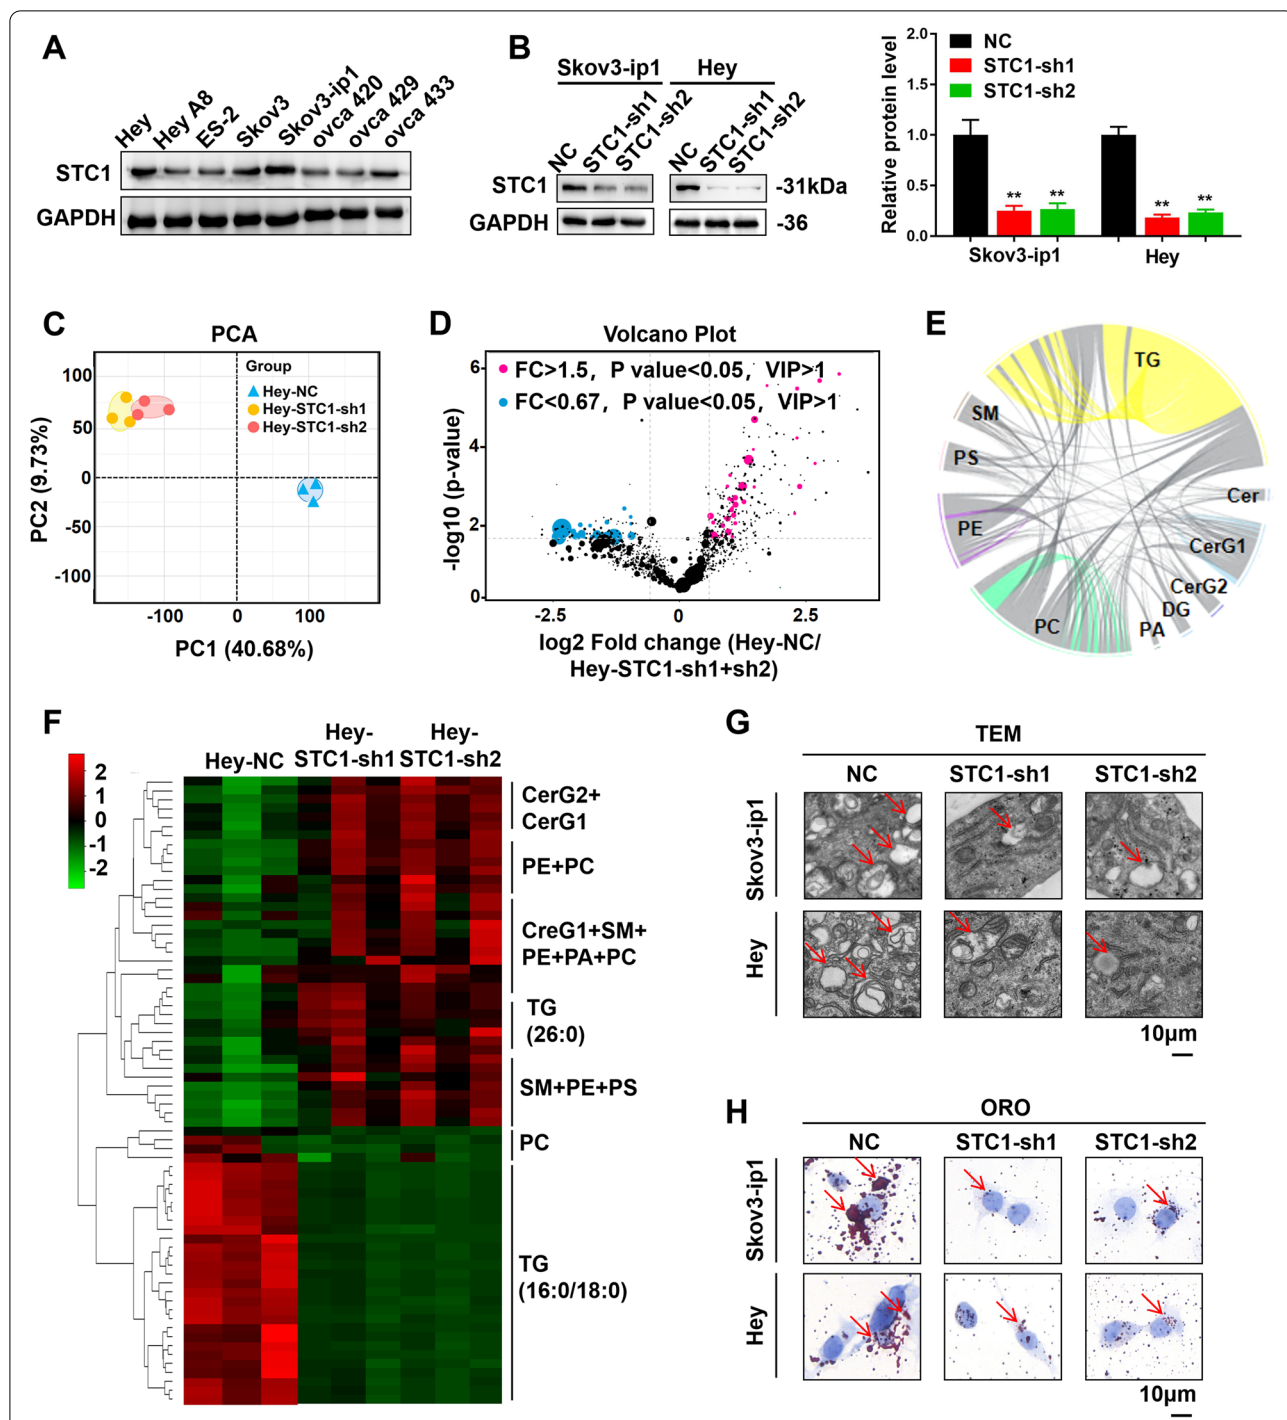 A
Hey
Hey A8
ES-2
Skov3
Skov3-ip1
ovca 420
ovca 429
ovca 433
STC1
GAPDH
B
Skov3-ip1
Hey
NC
STC1-sh1
STC1-sh2
NC
STC1-sh1
STC1-sh2
STC1
-31kDa
GAPDH
-36
Relative protein level
2.0
1.5
1.0
0.5
0.0
NC
STC1-sh1
STC1-sh2
**
**
**
**
Skov3-ip1
Hey
C
PCA
PC2 (9.73%)
100
50
0
-50
-100
Group
Hey-NC
Hey-STC1-sh1
Hey-STC1-sh2
-100
0
100
PC1 (40.68%)
D
Volcano Plot
-log10 (p-value)
6
4
2
0
FC>1.5, P value<0.05, VIP>1
FC<0.67, P value<0.05, VIP>1
-2.5
0
2.5
log2 Fold change (Hey-NC/
Hey-STC1-sh1+sh2)
E
TG
SM
PS
PE
PC
PA
DG
CerG2
CerG1
Cer
F
2
1
0
-1
-2
Hey-NC
Hey-
STC1-sh1
Hey-
STC1-sh2
CerG2+
CerG1
PE+PC
CreG1+SM+
PE+PA+PC
TG
(26:0)
SM+PE+PS
PC
TG
(16:0/18:0)
G
TEM
NC
STC1-sh1
STC1-sh2
Skov3-ip1
Hey
10μm
H
ORO
NC
STC1-sh1
STC1-sh2
Skov3-ip1
Hey
10μm